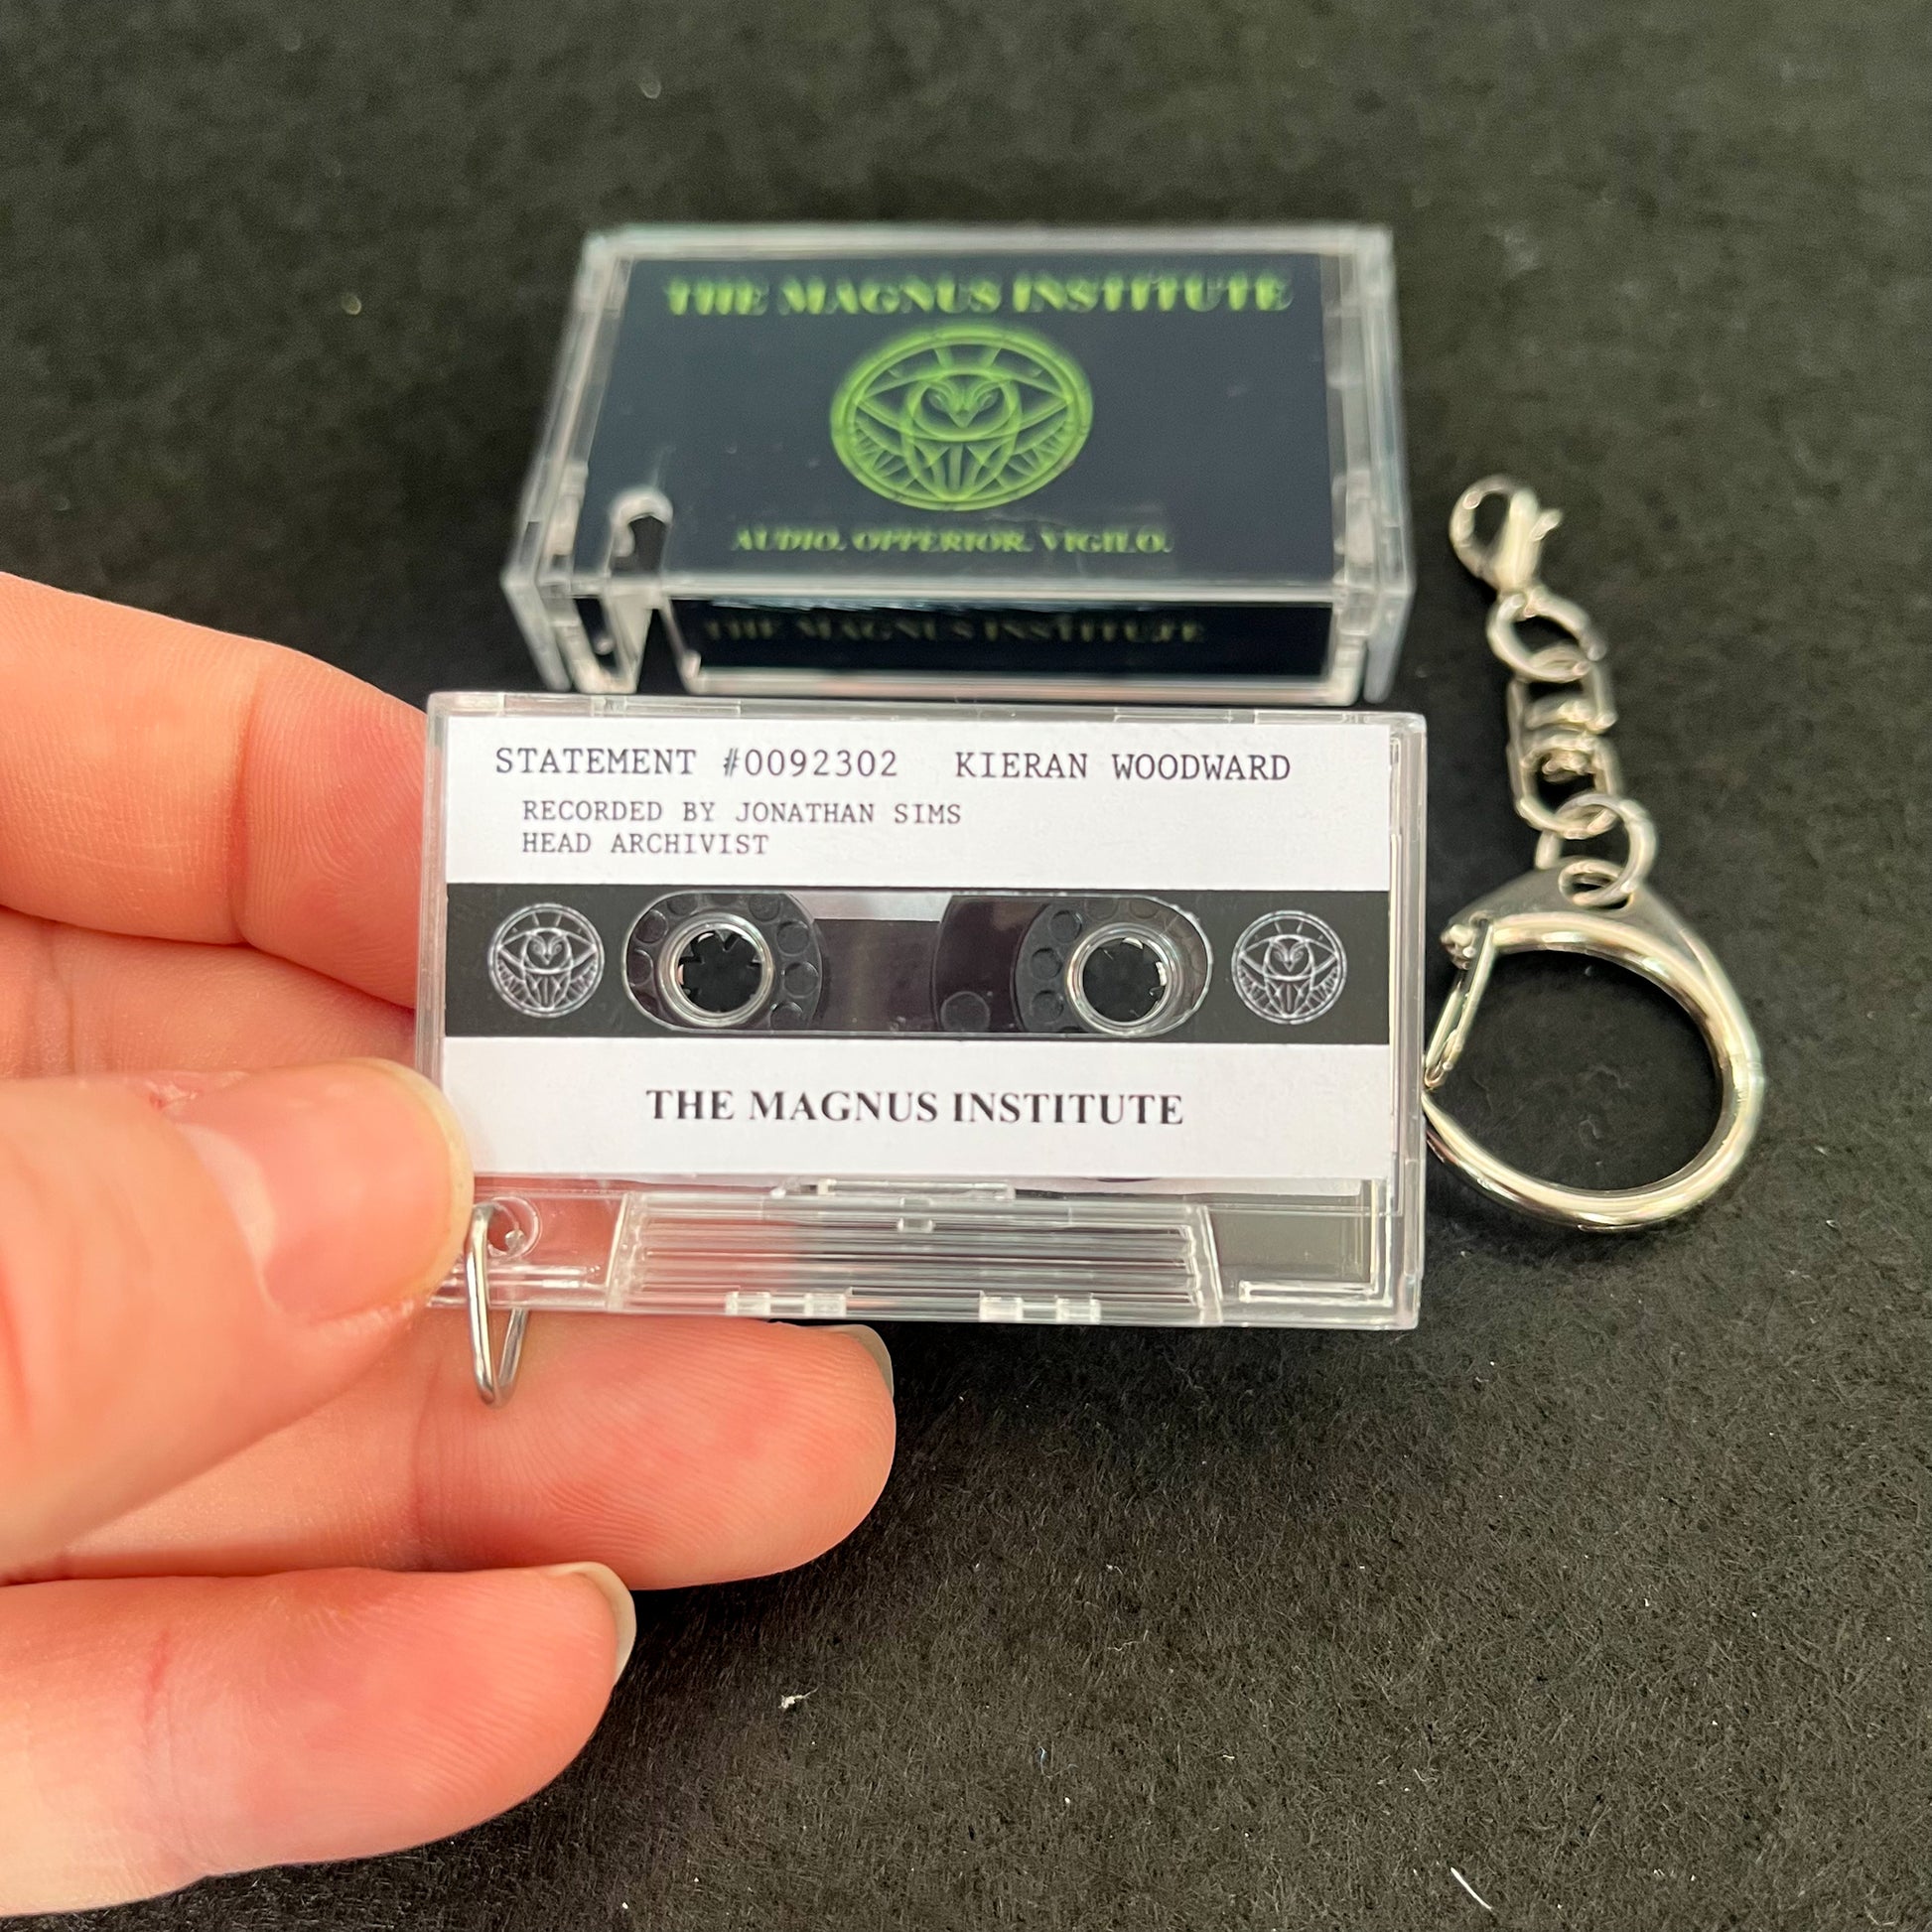 THE MAGNUS INSTITUTE
AUDIO. OPPERIOR. VIGILO.
THE MAGNUS INSTITUTE
STATEMENT #0092302 KIERAN WOODWARD
RECORDED BY JONATHAN SIMS
HEAD ARCHIVIST
THE MAGNUS INSTITUTE